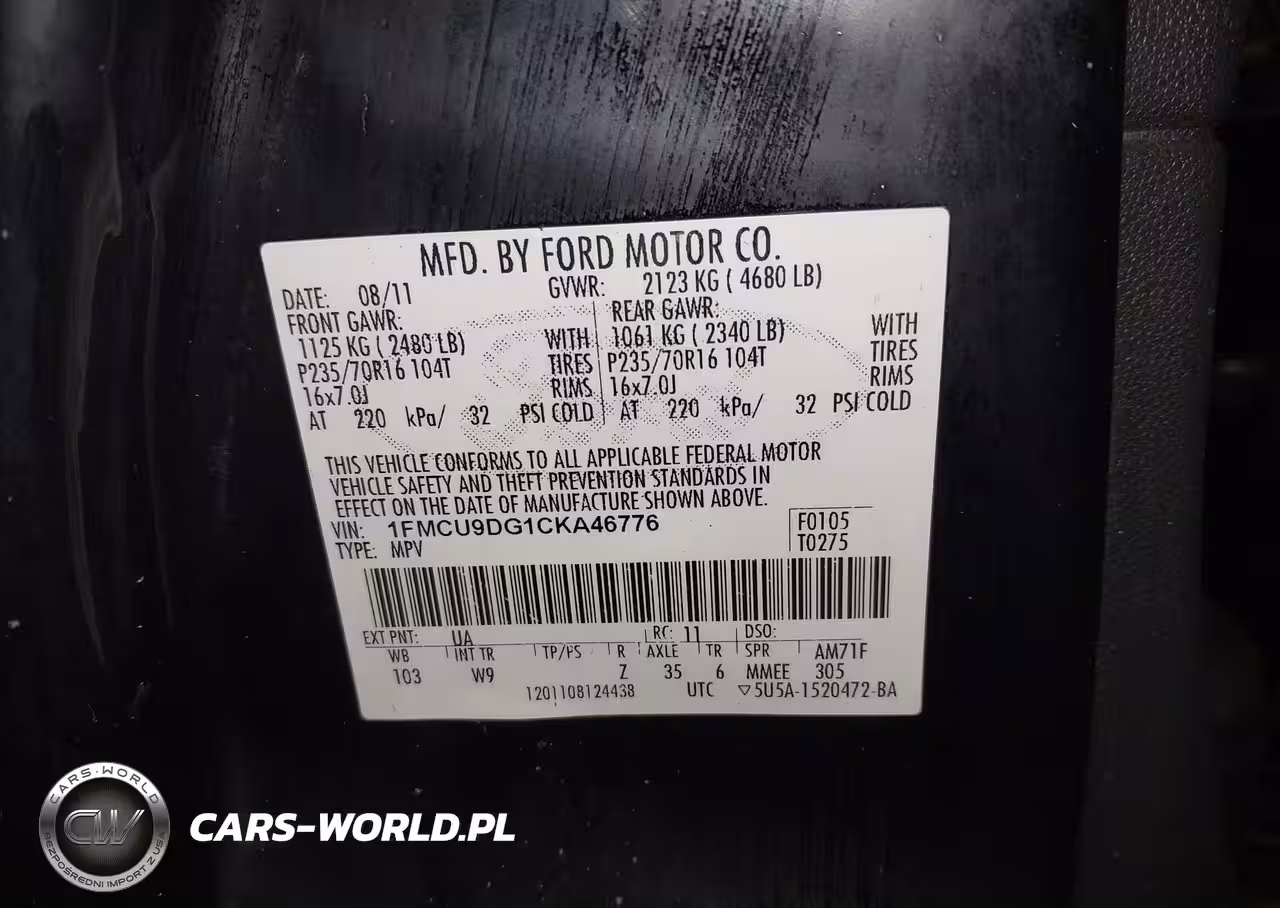 MFD. BY FORD MOTOR CO.
DATE: 08/11 GVWR: 2123 KG ( 4680 LB)
FRONT GAWR: REAR GAWR:
1125 KG ( 2480 LB) WITH 1061 KG ( 2340 LB) WITH
P235/70R16 104T TIRES P235/70R16 104T TIRES
16x7.0J RIMS 16x7.0J RIMS
AT 220 kPa/ 32 PSI COLD AT 220 kPa/ 32 PSI COLD
THIS VEHICLE CONFORMS TO ALL APPLICABLE FEDERAL MOTOR
VEHICLE SAFETY AND THEFT PREVENTION STANDARDS IN
EFFECT ON THE DATE OF MANUFACTURE SHOWN ABOVE.
VIN: 1FMCU9DG1CKA46776 F0105
TYPE: MPV T0275
EXT PNT: UA RC: 11 DSO:
WB INT TR TP/PS R AXLE TR SPR AM71F
103 W9 Z 35 6 MMEE 305
1201108124438 UTC ▽5U5A-1520472-BA
CARS-WORLD
CW
BEZPOŚREDNI IMPORT Z USA
CARS-WORLD.PL